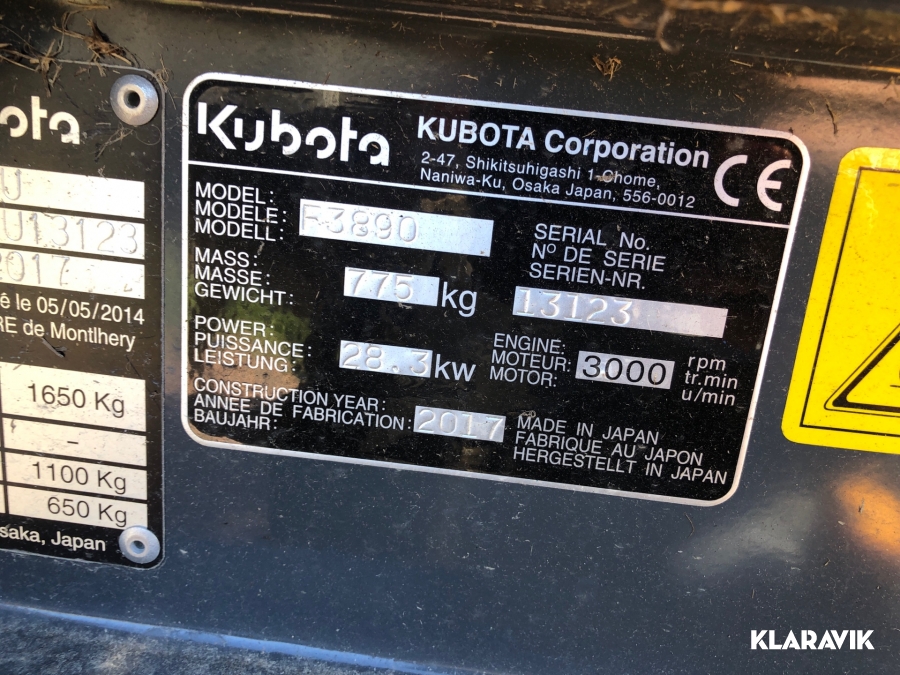 ota
U
U13123
2017
é le 05/05/2014
RE de Montlhery
1650 Kg
-
1100 Kg
650 Kg
saka, Japan
Kubota
KUBOTA Corporation
2-47, Shikitsuhigashi 1-Chome,
Naniwa-Ku, Osaka Japan, 556-0012
CE
MODEL:
MODELE:
MODELL:
F3890
MASS:
MASSE:
GEWICHT:
775 kg
POWER:
PUISSANCE:
LEISTUNG:
28.3 kw
CONSTRUCTION YEAR:
ANNEE DE FABRICATION:
BAUJAHR:
2017
SERIAL No.
Nº DE SERIE
SERIEN-NR.
13123
ENGINE:
MOTEUR:
MOTOR:
3000
rpm
tr.min
u/min
MADE IN JAPAN
FABRIQUE AU JAPON
HERGESTELLT IN JAPAN
KLARAVIK